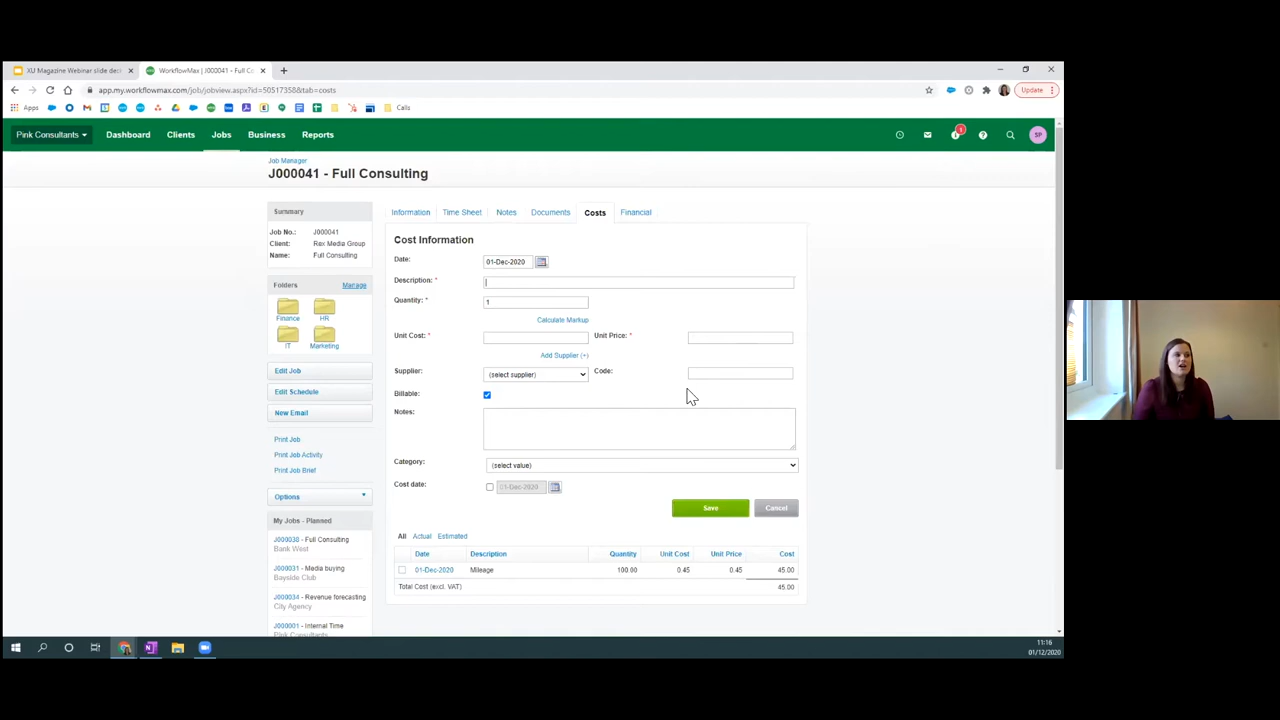 XU Magazine Webinar slide dec
WorkflowMax | J000041 - Full Co
app.my.workflowmax.com/job/jobview.aspx?id=50517358&tab=costs
Update
Apps
Calls
Pink Consultants
Dashboard
Clients
Jobs
Business
Reports
1
SP
Job Manager
J000041 - Full Consulting
Summary
Job No.: J000041
Client: Rex Media Group
Name: Full Consulting
Folders Manage
Finance HR
IT Marketing
Edit Job
Edit Schedule
New Email
Print Job
Print Job Activity
Print Job Brief
Options
My Jobs - Planned
J000038 - Full Consulting
Bank West
J000031 - Media buying
Bayside Club
J000034 - Revenue forecasting
City Agency
J000001 - Internal Time
Pink Consultants
Information Time Sheet Notes Documents Costs Financial
Cost Information
Date: 01-Dec-2020
Description: *
Quantity: * 1
Calculate Markup
Unit Cost: * Unit Price: *
Add Supplier (+)
Supplier: (select supplier) Code:
Billable:
Notes:
Category: (select value)
Cost date: 01-Dec-2020
Save Cancel
All Actual Estimated
Date Description Quantity Unit Cost Unit Price Cost
01-Dec-2020 Mileage 100.00 0.45 0.45 45.00
Total Cost (excl. VAT) 45.00
11:16
01/12/2020